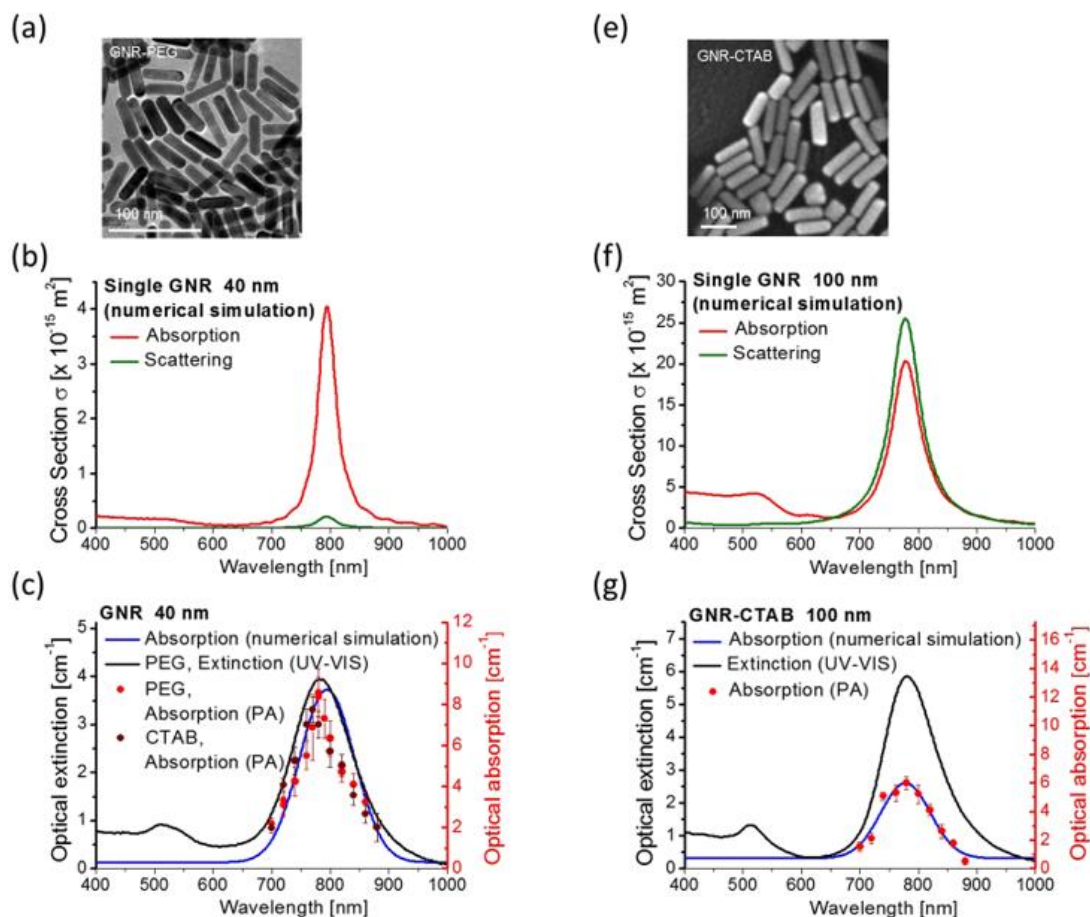 (a)
GNR-PEG
100 nm
(e)
GNR-CTAB
100 nm
(b)
Single GNR 40 nm
(numerical simulation)
Absorption
Scattering
Cross Section σ [x 10⁻¹⁵ m²]
4
3
2
1
0
400 500 600 700 800 900 1000
Wavelength [nm]
(f)
Single GNR 100 nm
(numerical simulation)
Absorption
Scattering
Cross Section σ [x 10⁻¹⁵ m²]
30
25
20
15
10
5
0
400 500 600 700 800 900 1000
Wavelength [nm]
(c)
GNR 40 nm
Absorption (numerical simulation)
PEG, Extinction (UV-VIS)
PEG,
Absorption (PA)
CTAB,
Absorption (PA)
Optical extinction [cm⁻¹]
5
4
3
2
1
0
12
10
8
6
4
2
0
Optical absorption [cm⁻¹]
400 500 600 700 800 900 1000
Wavelength [nm]
(g)
GNR-CTAB 100 nm
Absorption (numerical simulation)
Extinction (UV-VIS)
Absorption (PA)
Optical extinction [cm⁻¹]
7
6
5
4
3
2
1
0
16
14
12
10
8
6
4
2
0
Optical absorption [cm⁻¹]
400 500 600 700 800 900 1000
Wavelength [nm]